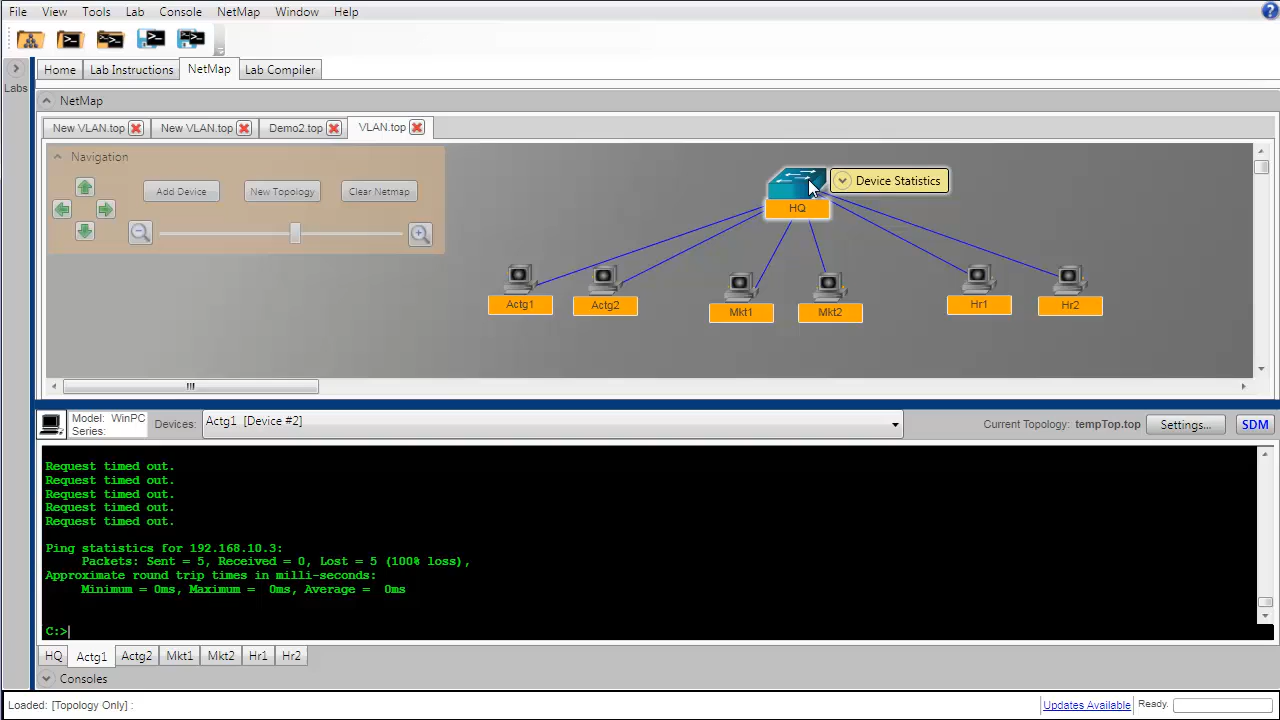 File View Tools Lab Console NetMap Window Help
Labs
Home Lab Instructions NetMap Lab Compiler
NetMap
New VLAN.top New VLAN.top Demo2.top VLAN.top
Navigation
Add Device New Topology Clear Netmap
Device Statistics
HQ
Actg1 Actg2 Mkt1 Mkt2 Hr1 Hr2
Model: WinPC
Series:
Devices: Actg1 [Device #2] Current Topology: tempTop.top Settings... SDM
Request timed out.
Request timed out.
Request timed out.
Request timed out.
Request timed out.
Ping statistics for 192.168.10.3:
Packets: Sent = 5, Received = 0, Lost = 5 (100% loss),
Approximate round trip times in milli-seconds:
Minimum = 0ms, Maximum =  0ms, Average =  0ms
C:>
HQ Actg1 Actg2 Mkt1 Mkt2 Hr1 Hr2
Consoles
Loaded: [Topology Only] : Updates Available Ready.